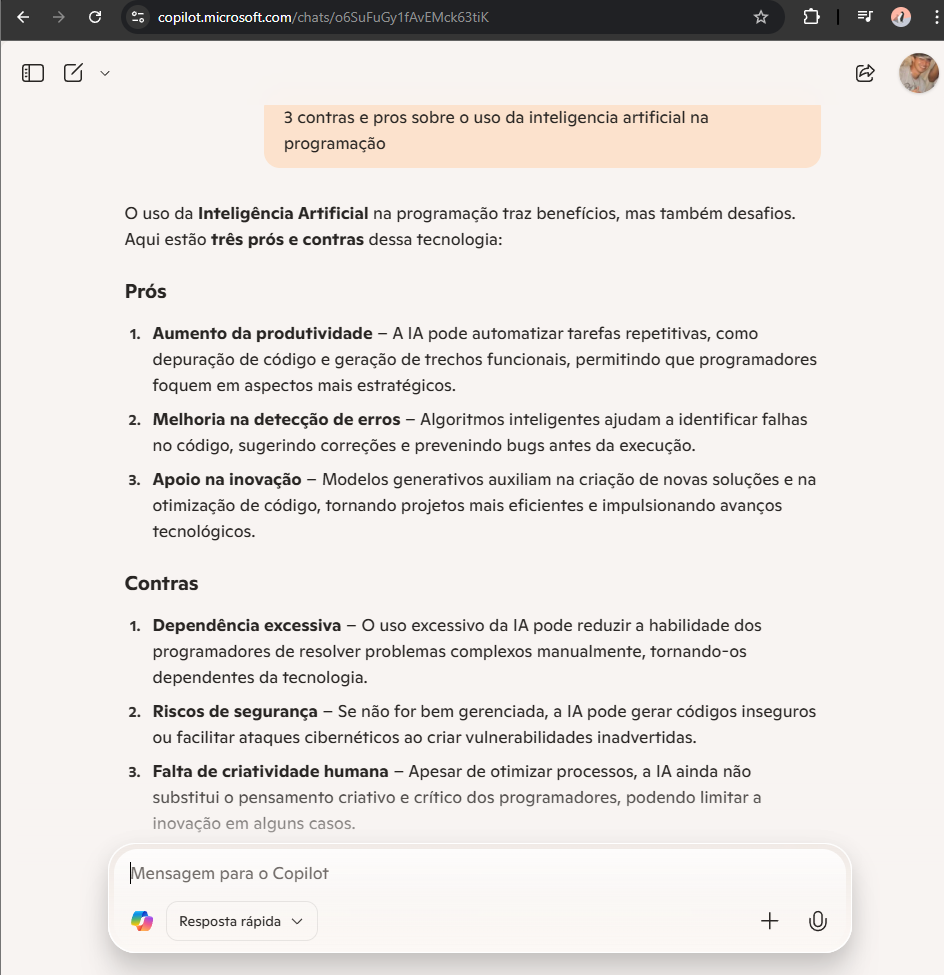 copilot.microsoft.com/chats/o6SuFuGy1fAvEMck63tiK
3 contras e pros sobre o uso da inteligencia artificial na
programação
O uso da Inteligência Artificial na programação traz benefícios, mas também desafios.
Aqui estão três prós e contras dessa tecnologia:
Prós
1. Aumento da produtividade – A IA pode automatizar tarefas repetitivas, como
depuração de código e geração de trechos funcionais, permitindo que programadores
foquem em aspectos mais estratégicos.
2. Melhoria na detecção de erros – Algoritmos inteligentes ajudam a identificar falhas
no código, sugerindo correções e prevenindo bugs antes da execução.
3. Apoio na inovação – Modelos generativos auxiliam na criação de novas soluções e na
otimização de código, tornando projetos mais eficientes e impulsionando avanços
tecnológicos.
Contras
1. Dependência excessiva – O uso excessivo da IA pode reduzir a habilidade dos
programadores de resolver problemas complexos manualmente, tornando-os
dependentes da tecnologia.
2. Riscos de segurança – Se não for bem gerenciada, a IA pode gerar códigos inseguros
ou facilitar ataques cibernéticos ao criar vulnerabilidades inadvertidas.
3. Falta de criatividade humana – Apesar de otimizar processos, a IA ainda não
substitui o pensamento criativo e crítico dos programadores, podendo limitar a
inovação em alguns casos.
Mensagem para o Copilot
Resposta rápida